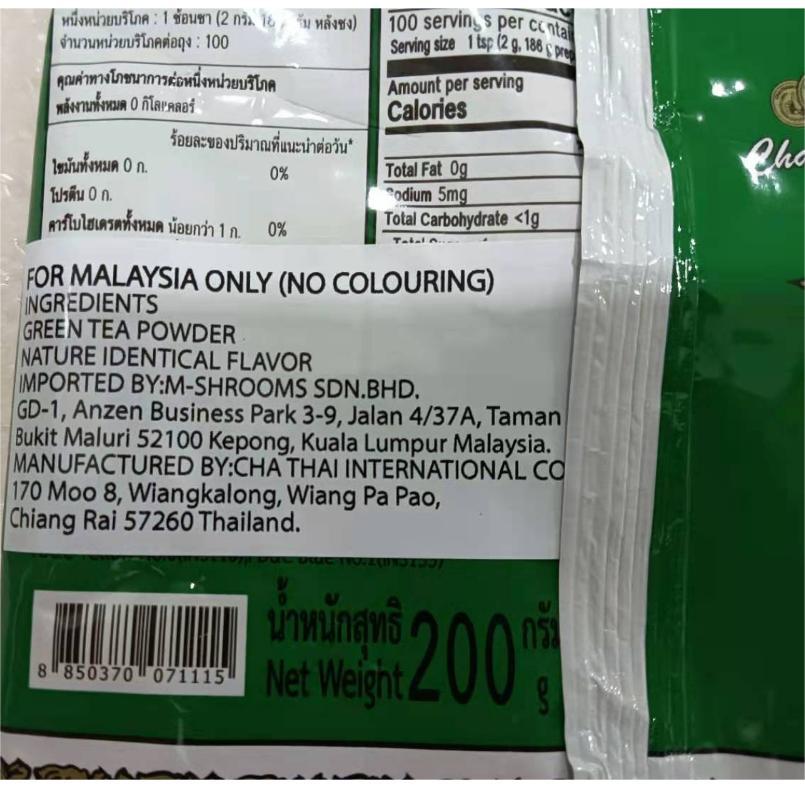 หนึ่งหน่วยบริโภค : 1 ช้อนชา (2 หลังชง)
จำนวนหน่วยบริโภคต่อถุง : 100
คุณค่าทางโภชนาการต่อหนึ่งหน่วยบริโภค
พลังงานทั้งหมด 0 กิโลแคลอรี่
ร้อยละของปริมาณที่แนะนำต่อวัน*
ไขมันทั้งหมด 0 ก. 0%
โปรตีน 0 ก.
คาร์โบไฮเดรตทั้งหมด น้อยกว่า 1 ก. 0%
100 servings per
Serving size 1 tsp (2 g, 186
Amount per serving
Calories
Total Fat 0g
Sodium 5mg
Total Carbohydrate <1g
FOR MALAYSIA ONLY (NO COLOURING)
INGREDIENTS
GREEN TEA POWDER
NATURE IDENTICAL FLAVOR
IMPORTED BY:M-SHROOMS SDN.BHD.
GD-1, Anzen Business Park 3-9, Jalan 4/37A, Taman
Bukit Maluri 52100 Kepong, Kuala Lumpur Malaysia.
MANUFACTURED BY:CHA THAI INTERNATIONAL CO
170 Moo 8, Wiangkalong, Wiang Pa Pao,
Chiang Rai 57260 Thailand.
8 850370 071115
น้ำหนักสุทธิ 200 กรัม
Net Weight g
Cha